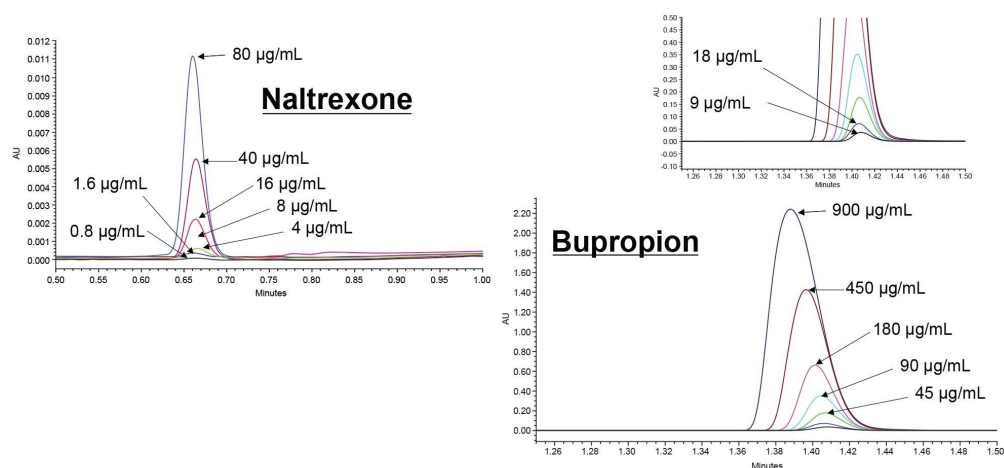 0.012
0.011
0.010
0.009
0.008
0.007
0.006
0.005
0.004
0.003
0.002
0.001
0.000
AU
80 µg/mL
Naltrexone
40 µg/mL
1.6 µg/mL
16 µg/mL
8 µg/mL
0.8 µg/mL
4 µg/mL
0.50 0.55 0.60 0.65 0.70 0.75 0.80 0.85 0.90 0.95 1.00
Minutes
0.50
0.45
0.40
0.35
0.30
0.25
0.20
0.15
0.10
0.05
0.00
-0.05
-0.10
AU
18 µg/mL
9 µg/mL
1.26 1.28 1.30 1.32 1.34 1.36 1.38 1.40 1.42 1.44 1.46 1.48 1.50
Minutes
2.20
2.00
1.80
1.60
1.40
1.20
1.00
0.80
0.60
0.40
0.20
0.00
AU
Bupropion
900 µg/mL
450 µg/mL
180 µg/mL
90 µg/mL
45 µg/mL
1.26 1.28 1.30 1.32 1.34 1.36 1.38 1.40 1.42 1.44 1.46 1.48 1.50
Minutes